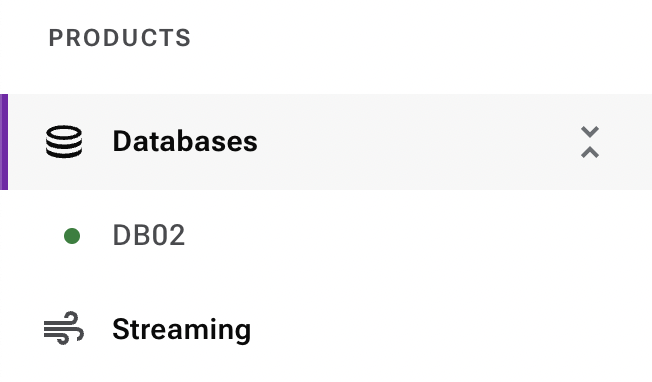 PRODUCTS
Databases
DB02
Streaming